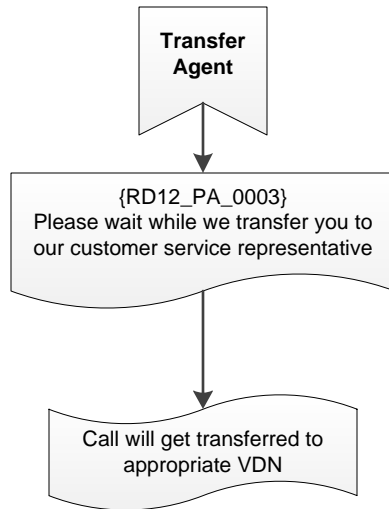 Transfer
Agent
{RD12_PA_0003}
Please wait while we transfer you to
our customer service representative
Call will get transferred to
appropriate VDN